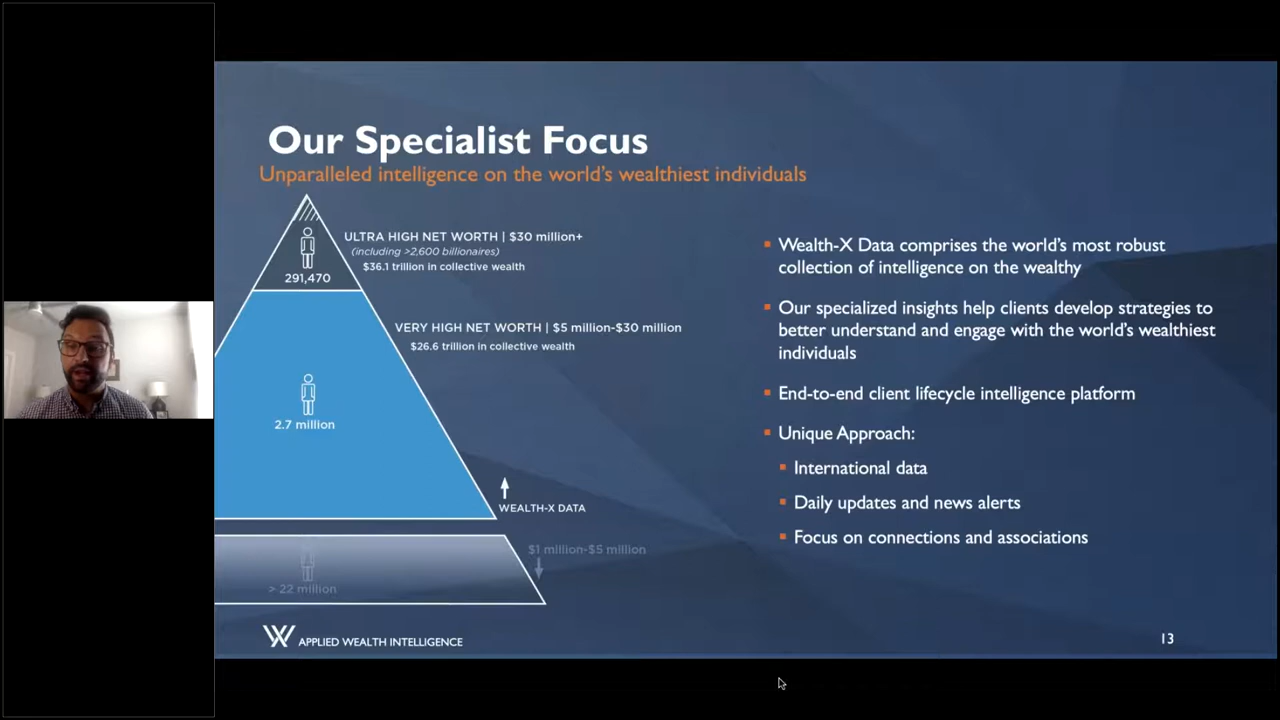 Our Specialist Focus
Unparalleled intelligence on the world's wealthiest individuals
ULTRA HIGH NET WORTH | $30 million+
(including >2,600 billionaires)
$36.1 trillion in collective wealth
291,470
VERY HIGH NET WORTH | $5 million-$30 million
$26.6 trillion in collective wealth
2.7 million
WEALTH-X DATA
$1 million-$5 million
> 22 million
Wealth-X Data comprises the world's most robust
collection of intelligence on the wealthy
Our specialized insights help clients develop strategies to
better understand and engage with the world's wealthiest
individuals
End-to-end client lifecycle intelligence platform
Unique Approach:
International data
Daily updates and news alerts
Focus on connections and associations
W APPLIED WEALTH INTELLIGENCE
13